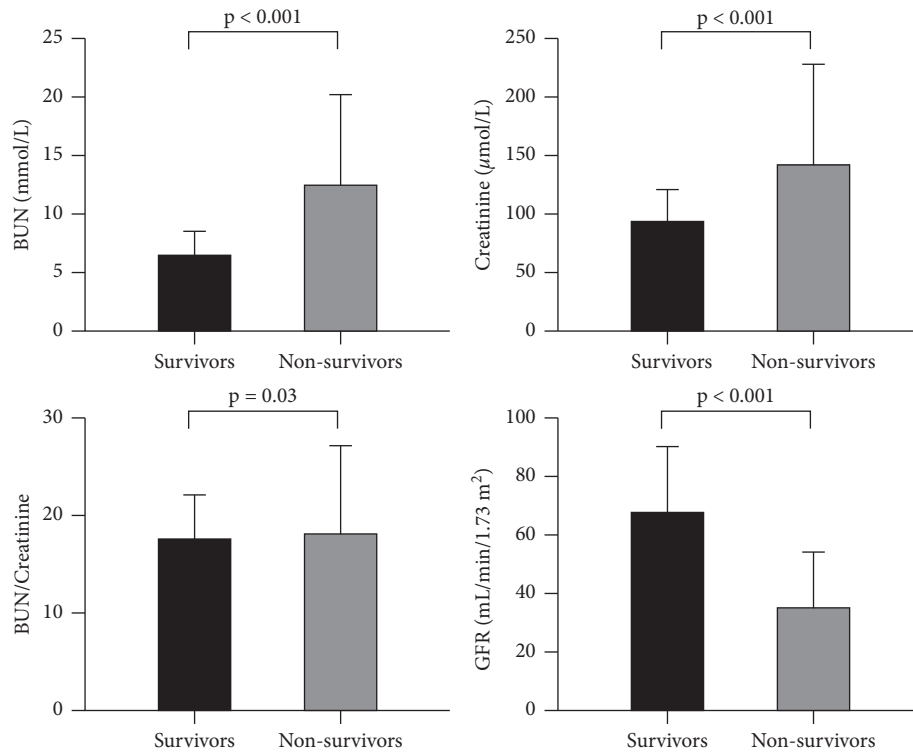 p < 0.001
25
20
15
10
5
0
BUN (mmol/L)
Survivors
Non-survivors
p < 0.001
250
200
150
100
50
0
Creatinine (μmol/L)
Survivors
Non-survivors
p = 0.03
30
20
10
0
BUN/Creatinine
Survivors
Non-survivors
p < 0.001
100
80
60
40
20
0
GFR (mL/min/1.73 m²)
Survivors
Non-survivors